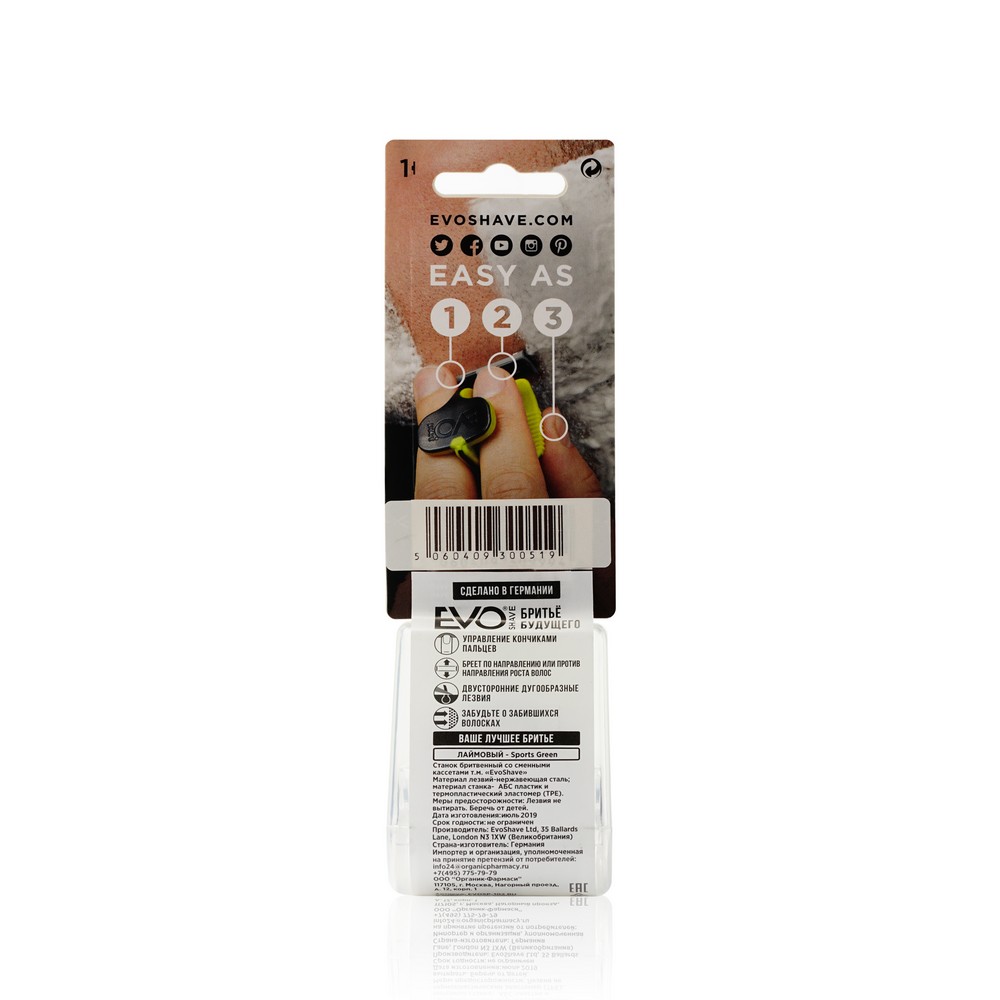 1
EVOSHAVE.COM
EASY AS
1 2 3
5 060409 300519
СДЕЛАНО В ГЕРМАНИИ
EVO SHAVE БРИТЬЁ БУДУЩЕГО
УПРАВЛЕНИЕ КОНЧИКАМИ
ПАЛЬЦЕВ
БРЕЕТ ПО НАПРАВЛЕНИЮ ИЛИ ПРОТИВ
НАПРАВЛЕНИЯ РОСТА ВОЛОС
ДВУСТОРОННИЕ ДУГООБРАЗНЫЕ
ЛЕЗВИЯ
ЗАБУДЬТЕ О ЗАБИВШИХСЯ
ВОЛОСКАХ
ВАШЕ ЛУЧШЕЕ БРИТЬЕ
ЛАЙМОВЫЙ - Sports Green
Станок бритвенный со сменными
кассетами т.м. «EvoShave»
Материал лезвий-нержавеющая сталь;
материал станка- АБС пластик и
термопластический эластомер (TPE).
Меры предосторожности: Лезвия не
вытирать. Беречь от детей.
Дата изготовления:июль 2019
Срок годности: не ограничен
Производитель: EvoShave Ltd, 35 Ballards
Lane, London N3 1XW (Великобритания)
Страна-изготовитель: Германия
Импортер и организация, уполномоченная
на принятие претензий от потребителей:
info24@organicpharmacy.ru
+7(495) 775-79-79
ООО "Органик-Фармаси"
117105, г. Москва, Нагорный проезд,
д. 12, корп. 1
EAC